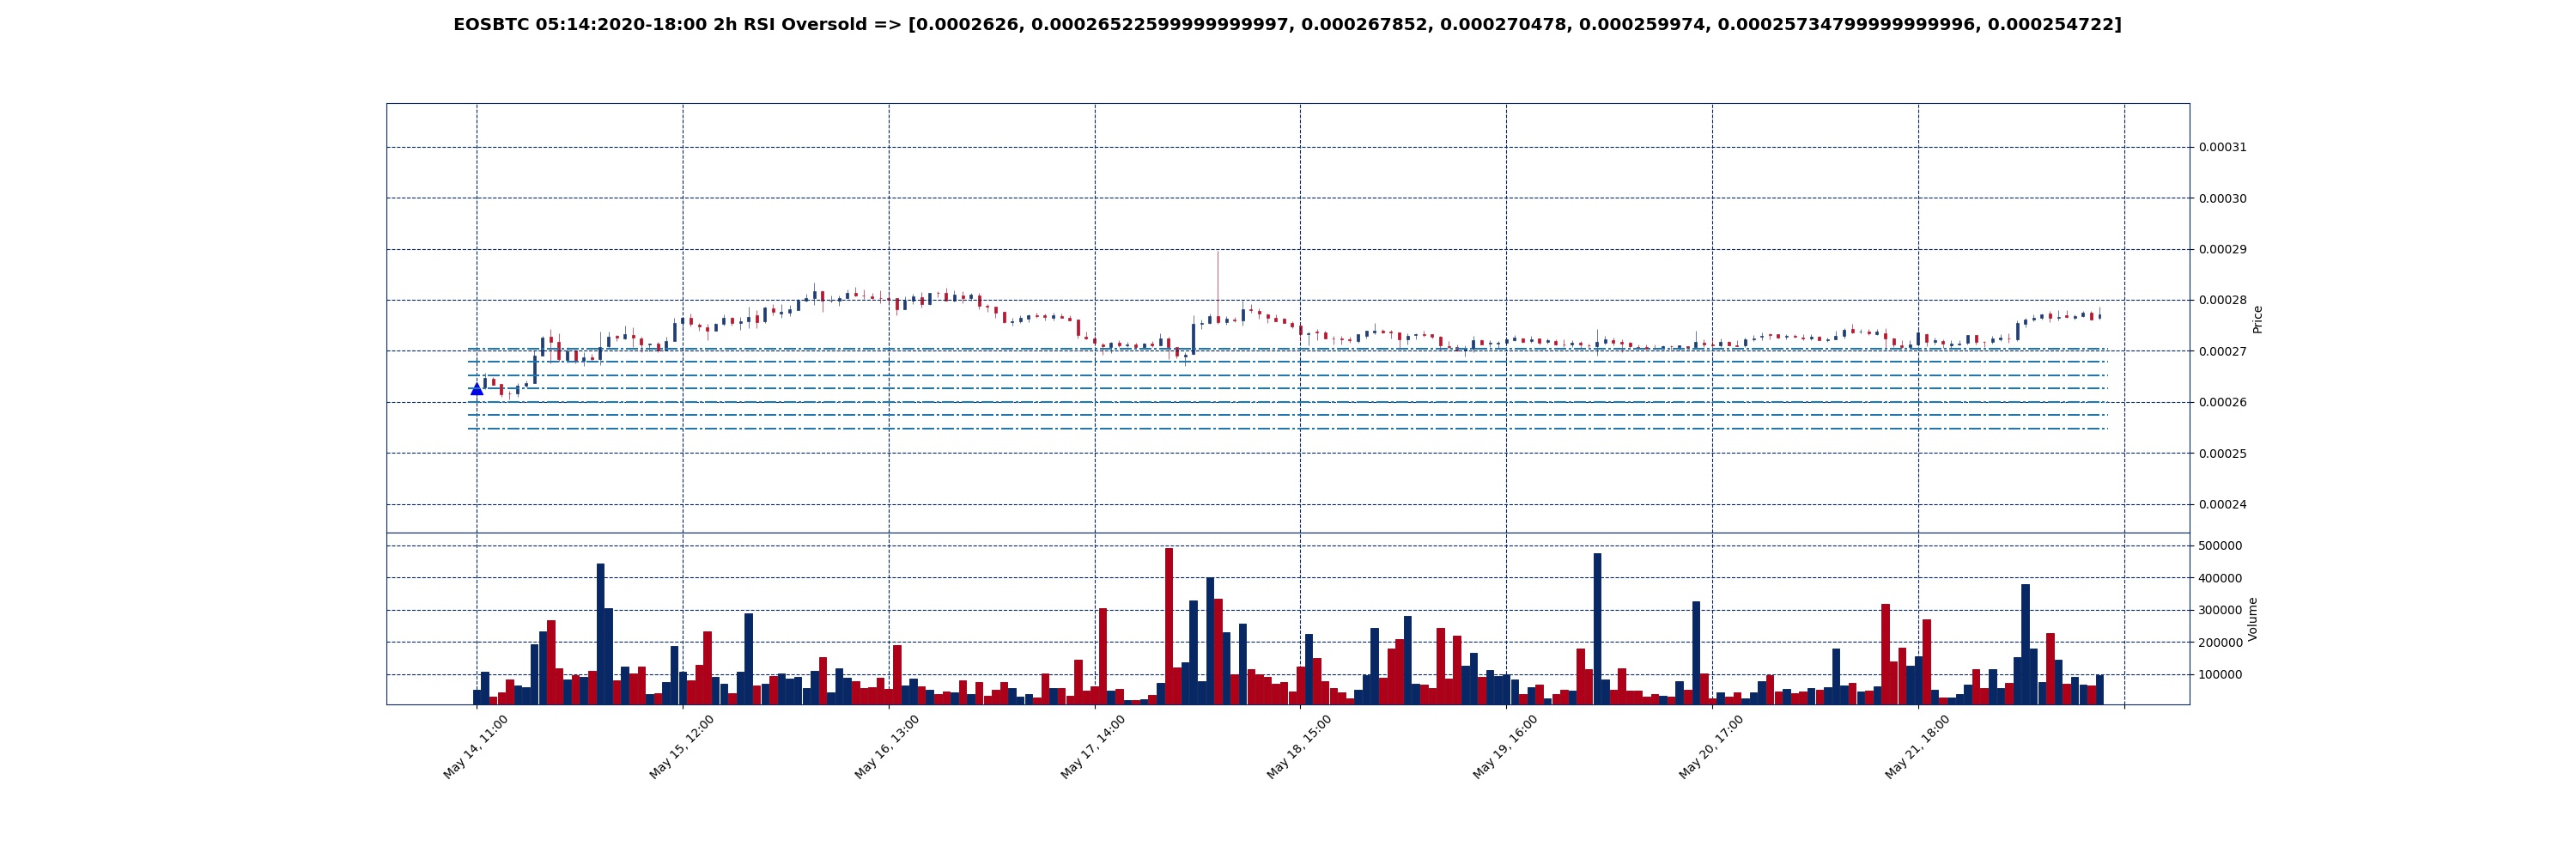 EOSBTC 05:14:2020-18:00 2h RSI Oversold => [0.0002626, 0.00026522599999999997, 0.000267852, 0.000270478, 0.000259974, 0.00025734799999999996, 0.000254722]
0.00031
0.00030
0.00029
0.00028
0.00027
0.00026
0.00025
0.00024
Price
500000
400000
300000
200000
100000
Volume
May 14, 11:00
May 15, 12:00
May 16, 13:00
May 17, 14:00
May 18, 15:00
May 19, 16:00
May 20, 17:00
May 21, 18:00